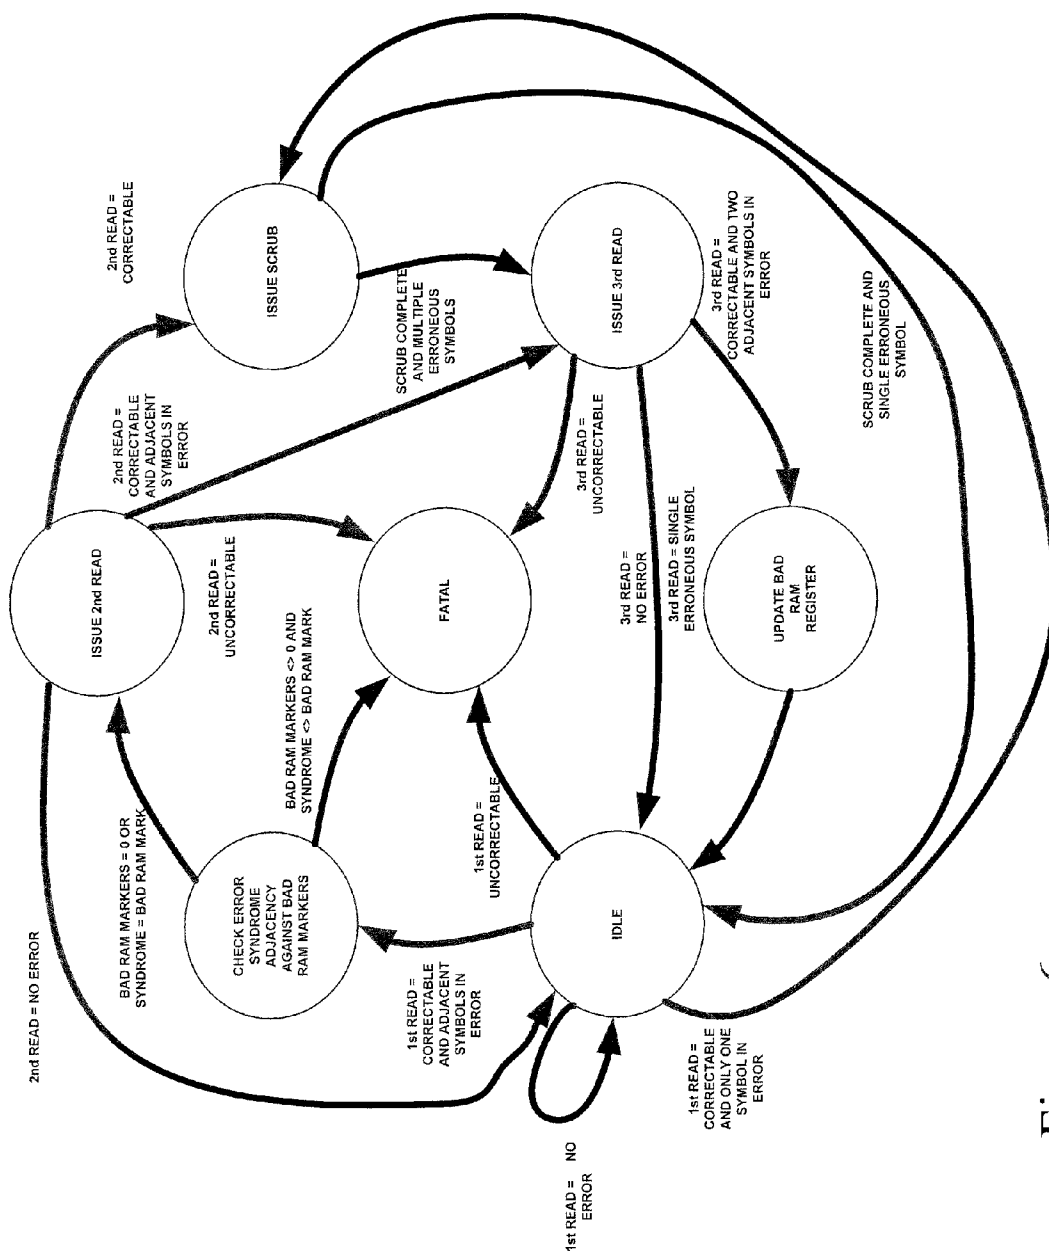 2nd READ = NO ERROR
BAD RAM MARKERS = 0 OR
SYNDROME = BAD RAM MARK
ISSUE 2nd READ
2nd READ =
CORRECTABLE
AND ADJACENT
SYMBOLS IN
ERROR
2nd READ =
CORRECTABLE
CHECK ERROR
SYNDROME
ADJACENCY
AGAINST BAD
RAM MARKERS
BAD RAM MARKERS <> 0 AND
SYNDROME <> BAD RAM MARK
2nd READ =
UNCORRECTABLE
ISSUE SCRUB
1st READ =
CORRECTABLE
AND ADJACENT
SYMBOLS IN
ERROR
1st READ =
UNCORRECTABLE
FATAL
SCRUB COMPLETE
AND MULTIPLE
ERRONEOUS
SYMBOLS
1st READ = NO
ERROR
IDLE
3rd READ =
NO ERROR
3rd READ = SINGLE
ERRONEOUS SYMBOL
3rd READ =
UNCORRECTABLE
ISSUE 3rd READ
1st READ =
CORRECTABLE
AND ONLY ONE
SYMBOL IN
ERROR
UPDATE BAD
RAM
REGISTER
3rd READ =
CORRECTABLE AND TWO
ADJACENT SYMBOLS IN
ERROR
SCRUB COMPLETE AND
SINGLE ERRONEOUS
SYMBOL